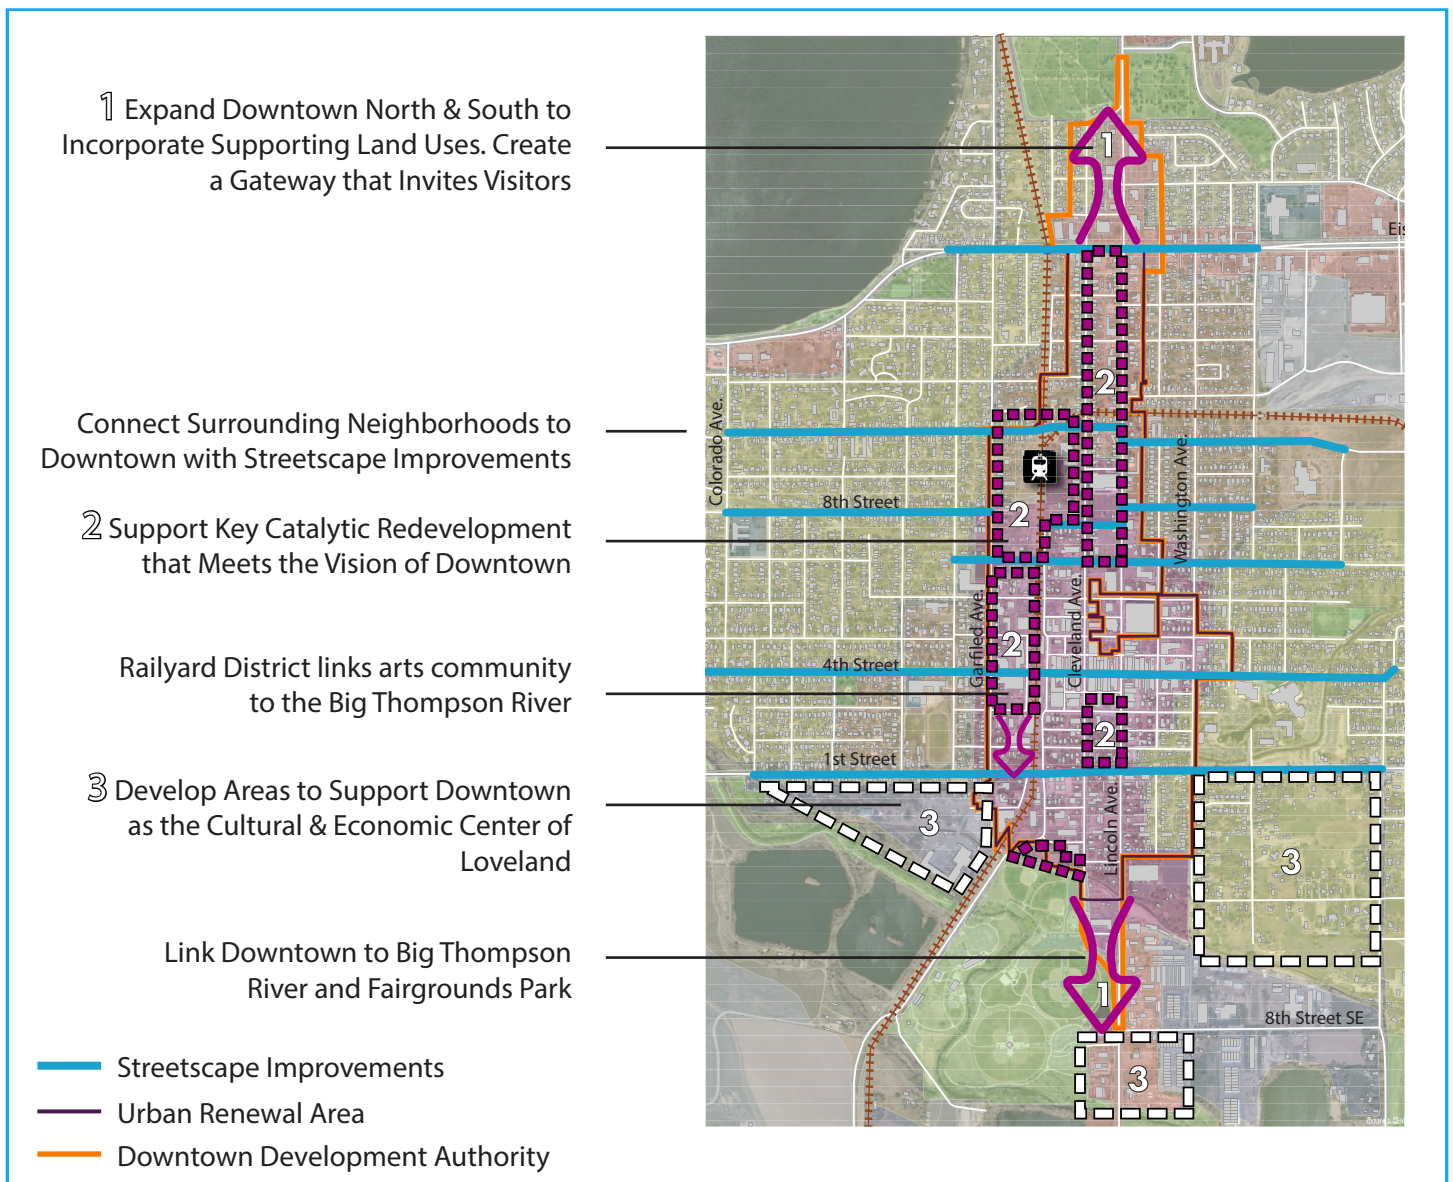 1 Expand Downtown North & South to
Incorporate Supporting Land Uses. Create
a Gateway that Invites Visitors
Connect Surrounding Neighborhoods to
Downtown with Streetscape Improvements
2 Support Key Catalytic Redevelopment
that Meets the Vision of Downtown
Railyard District links arts community
to the Big Thompson River
3 Develop Areas to Support Downtown
as the Cultural & Economic Center of
Loveland
Link Downtown to Big Thompson
River and Fairgrounds Park
Streetscape Improvements
Urban Renewal Area
Downtown Development Authority
1
Eis
2
Colorado Ave.
Washington Ave.
8th Street
2
Garfiled Ave.
Cleveland Ave.
2
4th Street
2
1st Street
3
Lincoln Ave.
3
1
8th Street SE
3